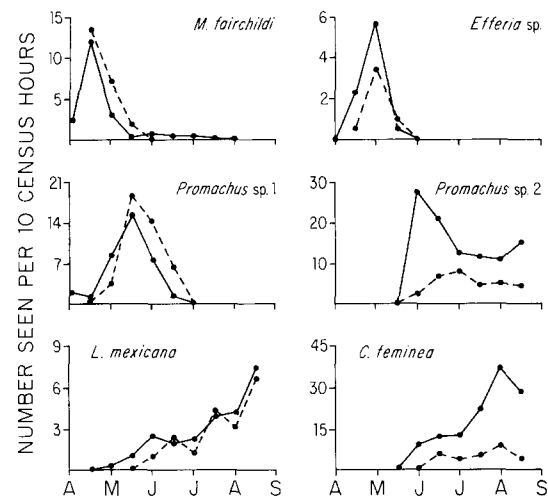 NUMBER SEEN PER 10 CENSUS HOURS
M. fairchildi
15
10
5
Efferia sp.
6
4
2
Promachus sp. 1
21
14
7
Promachus sp. 2
30
20
10
L. mexicana
9
6
3
A M J J A S
C. feminea
45
30
15
A M J J A S